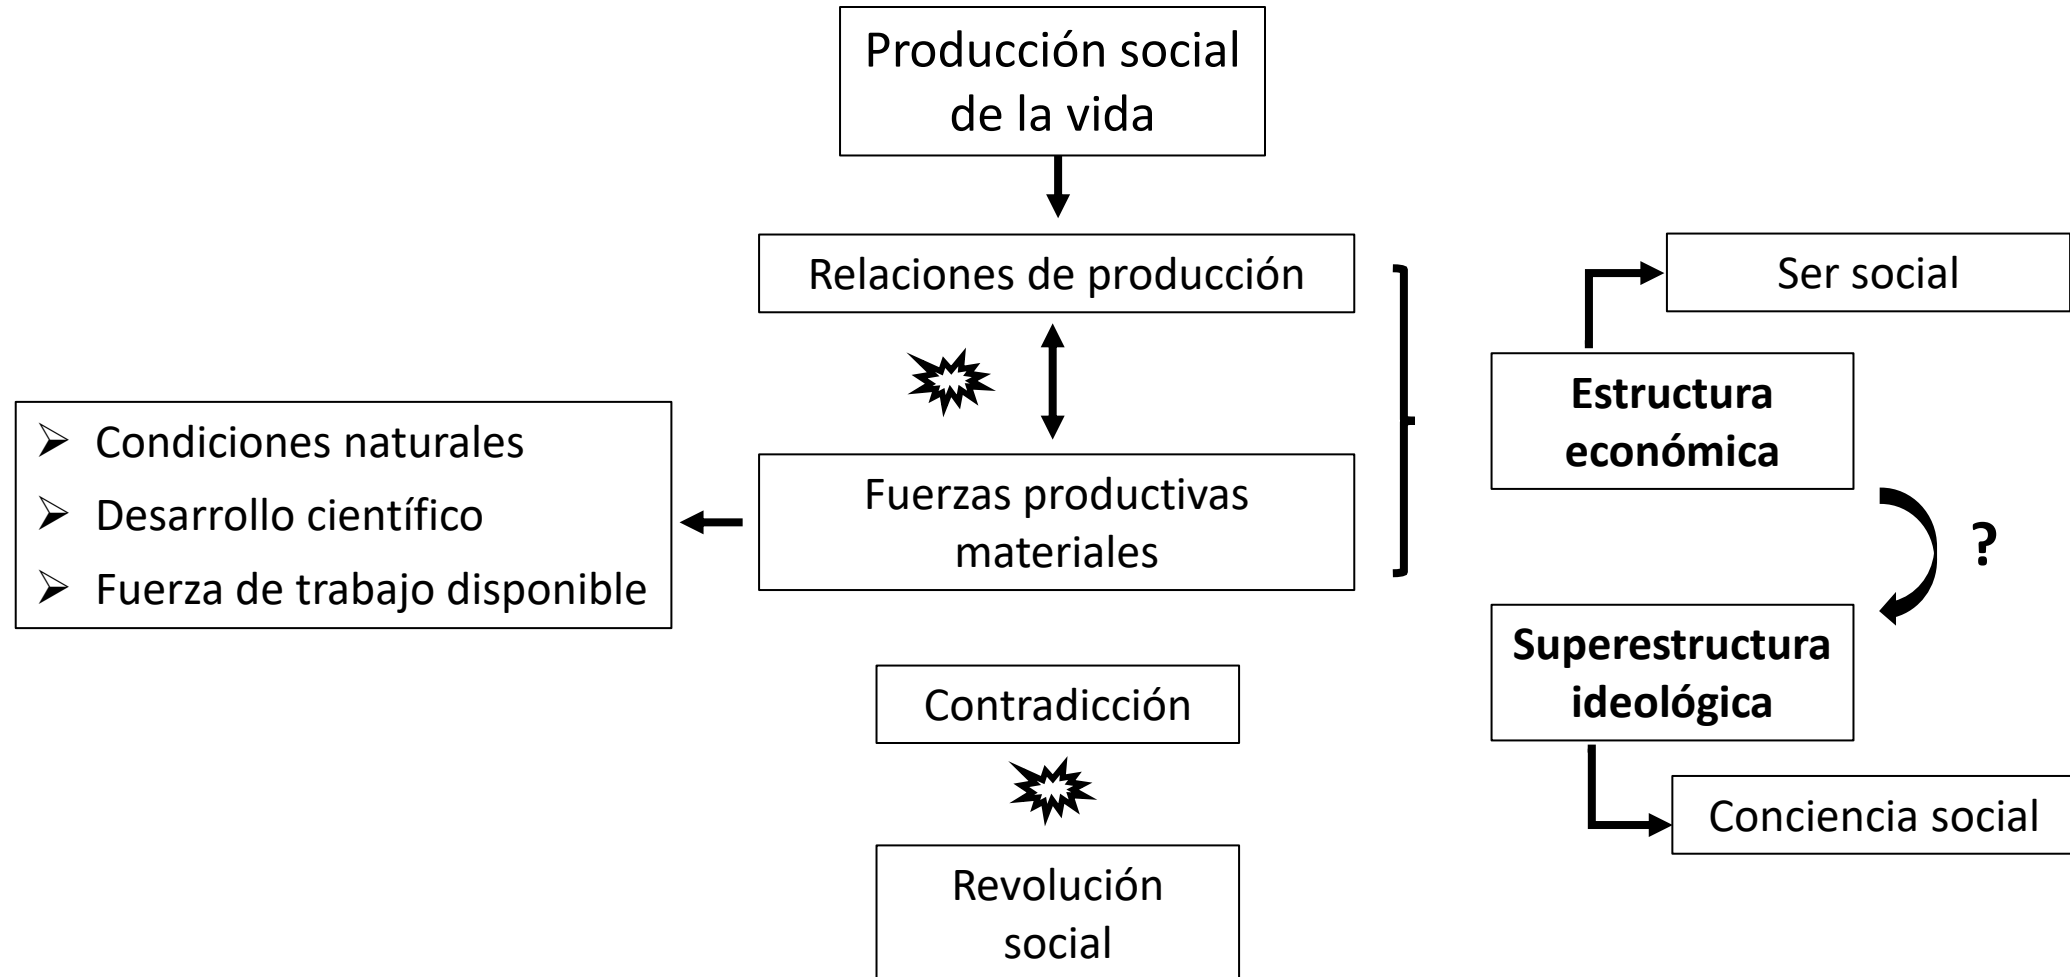 Producción social
de la vida
Relaciones de producción
Ser social
Estructura
económica
➢ Condiciones naturales
➢ Desarrollo científico
➢ Fuerza de trabajo disponible
Fuerzas productivas
materiales
?
Superestructura
ideológica
Contradicción
Conciencia social
Revolución
social